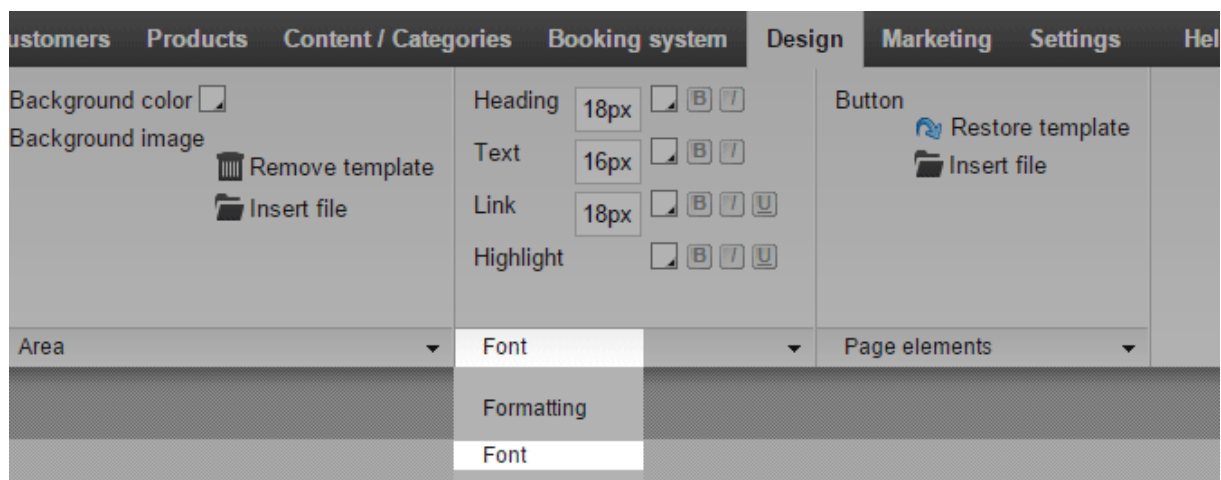 ustomers Products Content / Categories Booking system Design Marketing Settings Hel
Background color
Background image
Remove template
Insert file
Area
Heading 18px B I
Text 16px B I
Link 18px B I U
Highlight B I U
Font
Formatting
Font
Button
Restore template
Insert file
Page elements